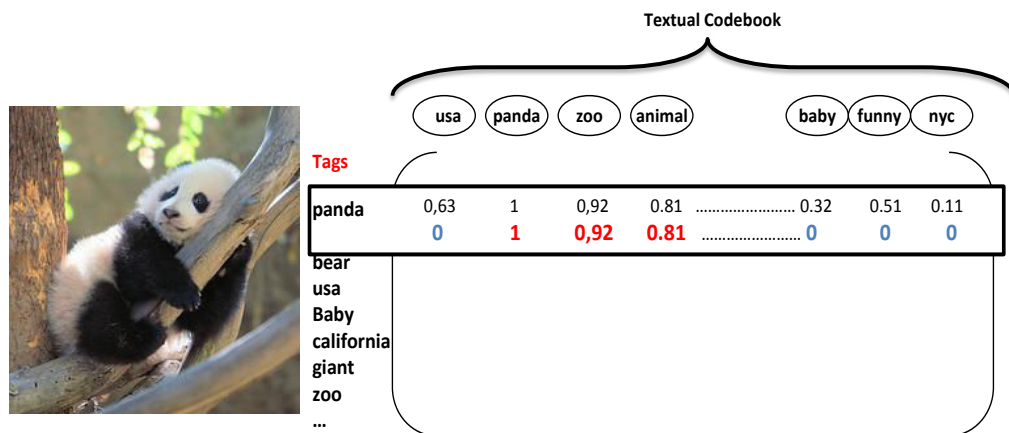 Textual Codebook
usa panda zoo animal baby funny nyc
Tags
panda 0,63 1 0,92 0.81 ........................ 0.32 0.51 0.11
0 1 0,92 0.81 ........................ 0 0 0
bear
usa
Baby
california
giant
zoo
...